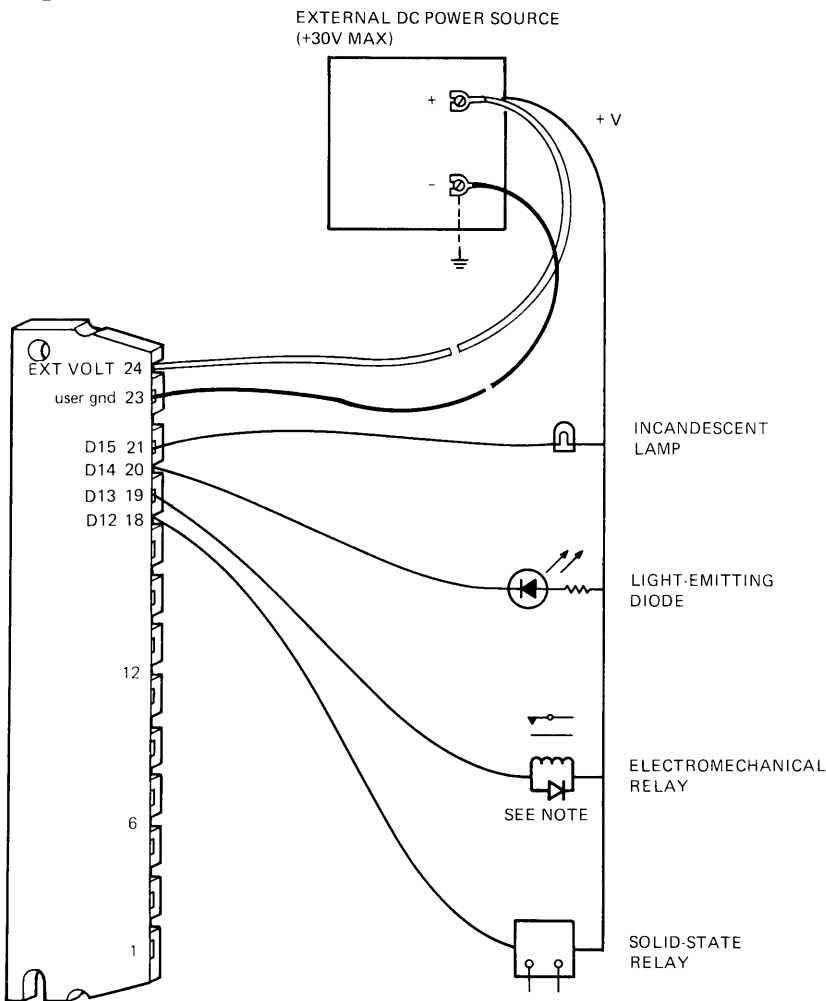 EXTERNAL DC POWER SOURCE
(+30V MAX)
+
+ V
-
EXT VOLT 24
user gnd 23
D15 21
D14 20
D13 19
D12 18
12
6
1
INCANDESCENT
LAMP
LIGHT-EMITTING
DIODE
ELECTROMECHANICAL
RELAY
SEE NOTE
SOLID-STATE
RELAY